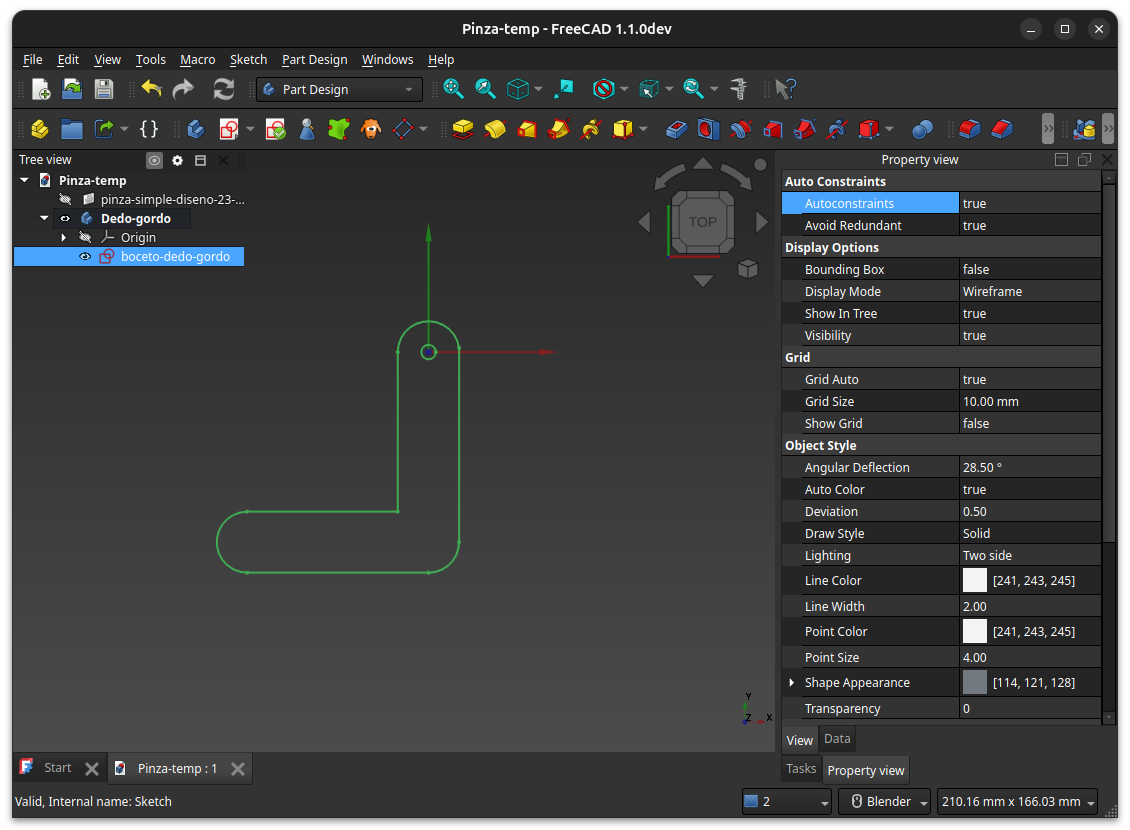 Pinza-temp - FreeCAD 1.1.0dev
File Edit View Tools Macro Sketch Part Design Windows Help
Part Design
Tree view
Property view
Pinza-temp
pinza-simple-diseno-23-...
Dedo-gordo
Origin
boceto-dedo-gordo
TOP
Auto Constraints
Autoconstraints true
Avoid Redundant true
Display Options
Bounding Box false
Display Mode Wireframe
Show In Tree true
Visibility true
Grid
Grid Auto true
Grid Size 10.00 mm
Show Grid false
Object Style
Angular Deflection 28.50 °
Auto Color true
Deviation 0.50
Draw Style Solid
Lighting Two side
Line Color [241, 243, 245]
Line Width 2.00
Point Color [241, 243, 245]
Point Size 4.00
Shape Appearance [114, 121, 128]
Transparency 0
Y
Z X
View Data
Start Pinza-temp : 1
Tasks Property view
Valid, Internal name: Sketch
2 Blender 210.16 mm x 166.03 mm